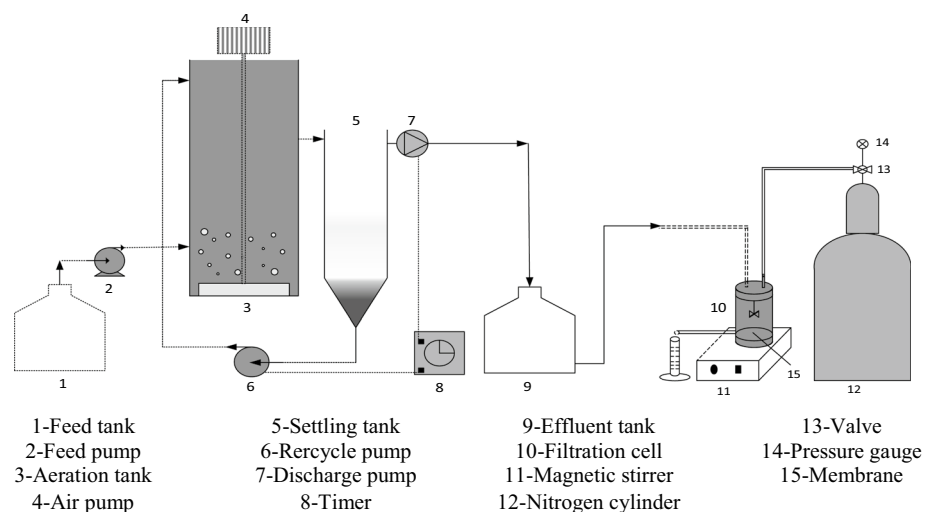 4
5
7
14
13
2
3
10
1
6
8
9
11
15
12
1-Feed tank
5-Settling tank
9-Effluent tank
13-Valve
2-Feed pump
6-Rercycle pump
10-Filtration cell
14-Pressure gauge
3-Aeration tank
7-Discharge pump
11-Magnetic stirrer
15-Membrane
4-Air pump
8-Timer
12-Nitrogen cylinder